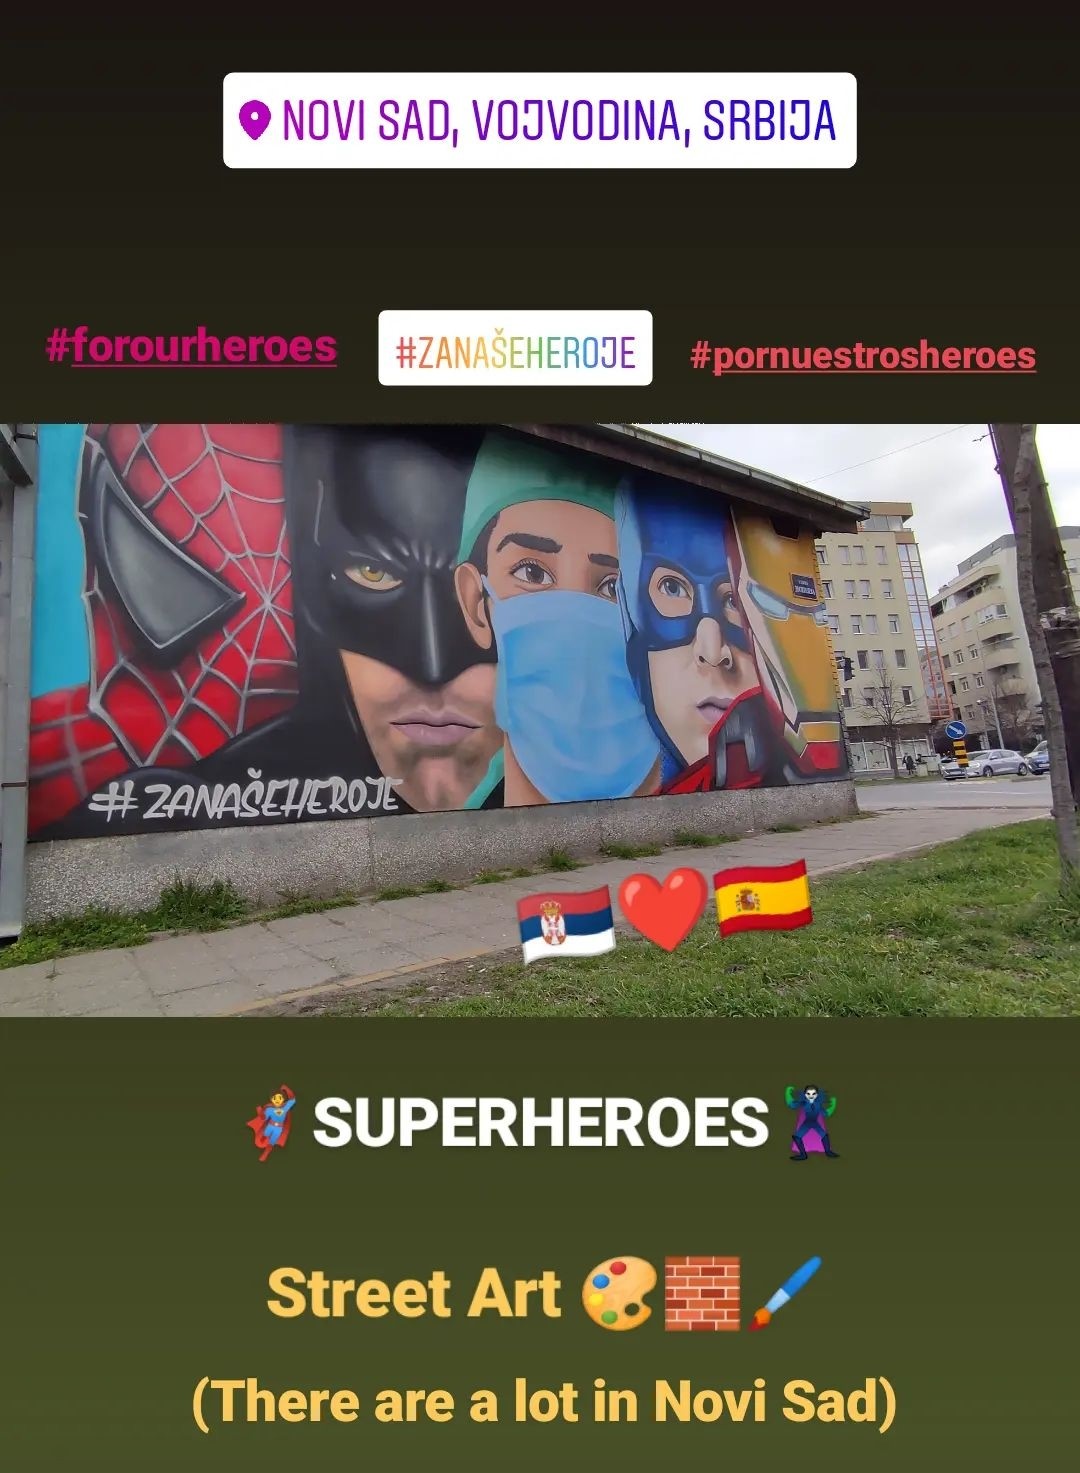 NOVI SAD, VOJVODINA, SRBIJA
#forourheroes
#ZANAŠEHEROJE
#pornuestrosheroes
#ZANAŠEHEROJE
SUPERHEROES
Street Art
(There are a lot in Novi Sad)